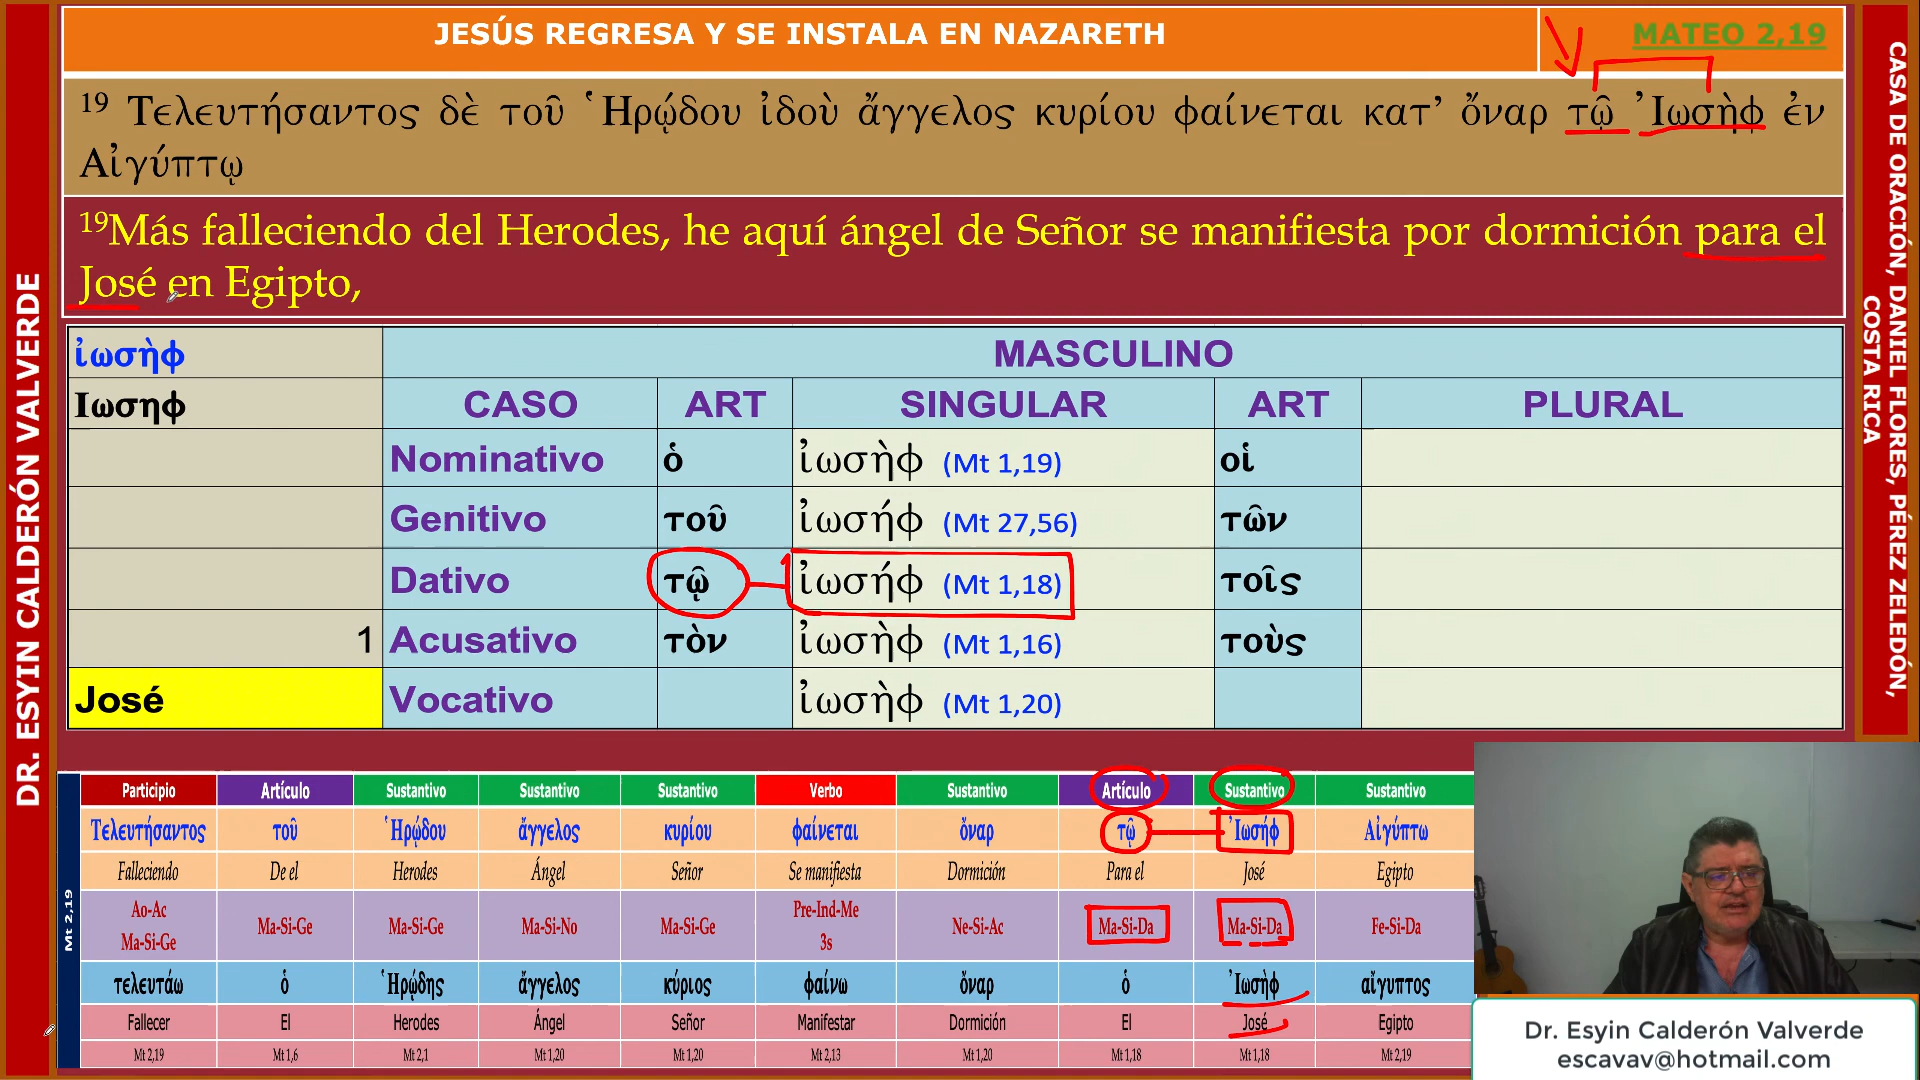 JESÚS REGRESA Y SE INSTALA EN NAZARETH
MATEO 2,19
19 Τελευτήσαντος δὲ τοῦ Ἡρῴδου ἰδοὺ ἄγγελος κυρίου φαίνεται κατ’ ὄναρ τῷ Ἰωσὴφ ἐν
Αἰγύπτῳ
19Más falleciendo del Herodes, he aquí ángel de Señor se manifiesta por dormición para el
José en Egipto,
ἰωσὴφ MASCULINO
Ιωσηφ CASO ART SINGULAR ART PLURAL
Nominativo ὁ ἰωσὴφ (Mt 1,19) οἱ
Genitivo τοῦ ἰωσήφ (Mt 27,56) τῶν
Dativo τῷ ἰωσήφ (Mt 1,18) τοῖς
1 Acusativo τὸν ἰωσὴφ (Mt 1,16) τοὺς
José Vocativo ἰωσὴφ (Mt 1,20)
Mt 2,19
Participio Artículo Sustantivo Sustantivo Sustantivo Verbo Sustantivo Artículo Sustantivo Sustantivo
Τελευτήσαντος τοῦ Ἡρῴδου ἄγγελος κυρίου φαίνεται ὄναρ τῷ Ἰωσήφ Αἰγύπτω
Falleciendo De el Herodes Ángel Señor Se manifiesta Dormición Para el José Egipto
Ao-Ac Pre-Ind-Me
Ma-Si-Ge Ma-Si-Ge Ma-Si-Ge Ma-Si-No Ma-Si-Ge 3s Ne-Si-Ac Ma-Si-Da Ma-Si-Da Fe-Si-Da
τελευτάω ὁ Ἡρῴδης ἄγγελος κύριος φαίνω ὄναρ ὁ Ἰωσὴφ αἴγυπτος
Fallecer El Herodes Ángel Señor Manifestar Dormición El José Egipto
Mt 2,19 Mt 1,6 Mt 2,1 Mt 1,20 Mt 1,20 Mt 2,13 Mt 1,20 Mt 1,18 Mt 1,18 Mt 2,19
DR. ESYIN CALDERÓN VALVERDE
CASA DE ORACIÓN, DANIEL FLORES, PÉREZ ZELEDÓN,
COSTA RICA
Dr. Esyin Calderón Valverde
escavav@hotmail.com